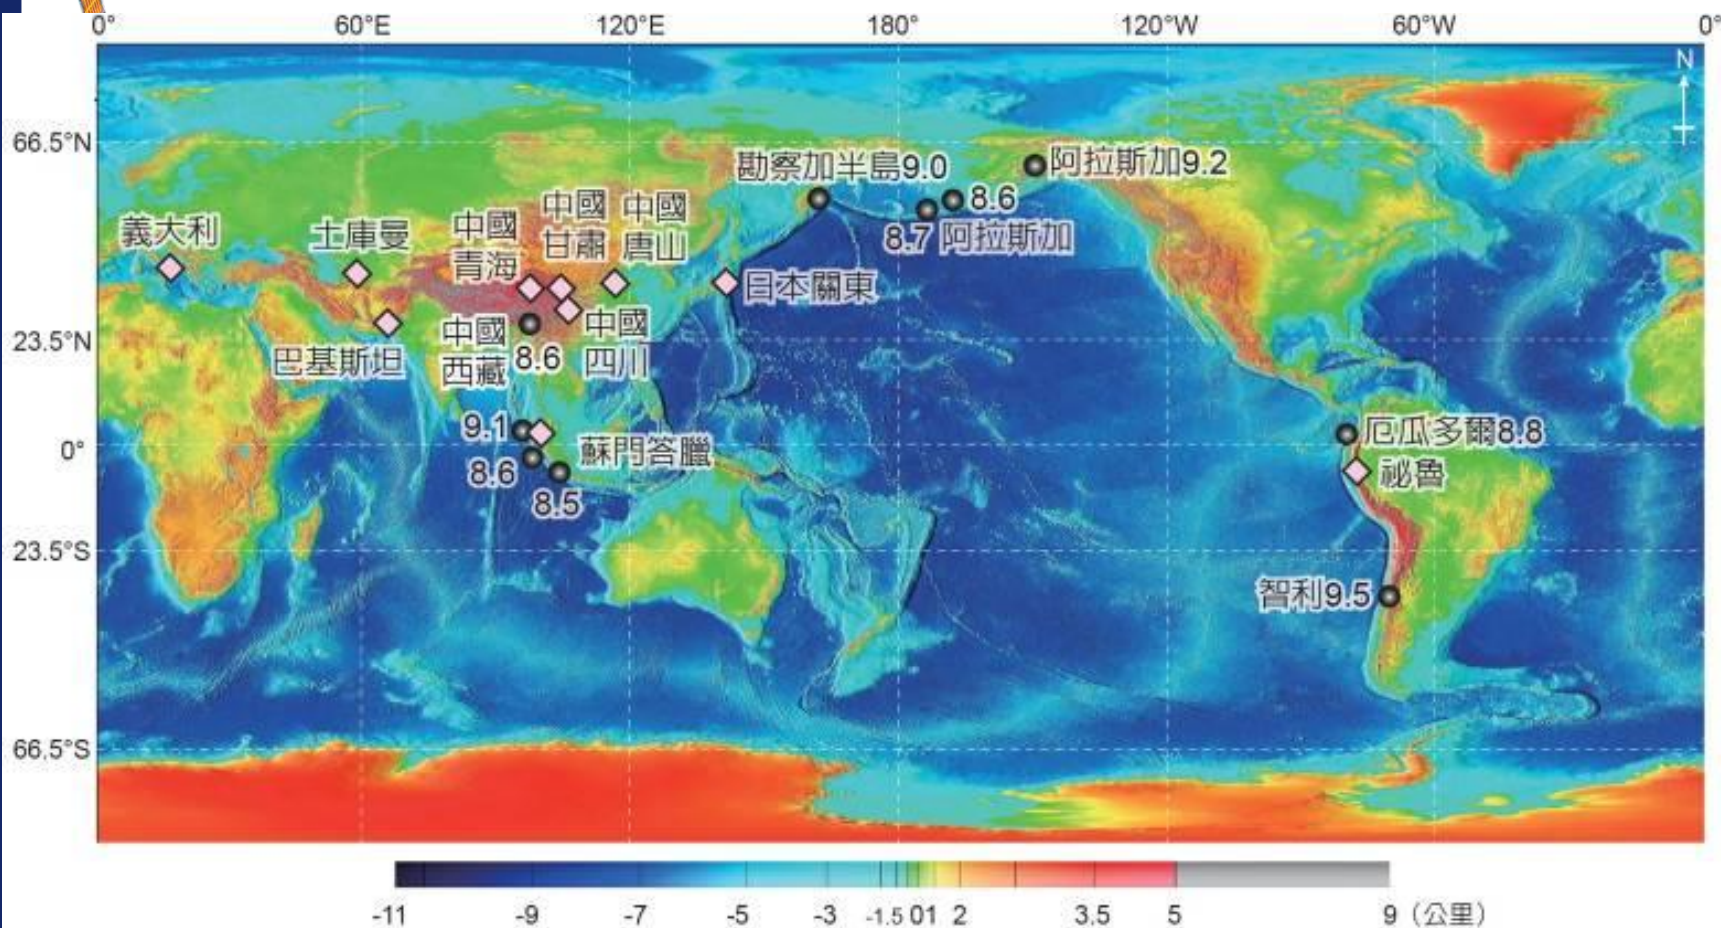 0° 60°E 120°E 180° 120°W 60°W 0°
N
66.5°N
勘察加半島9.0
阿拉斯加9.2
8.6
8.7 阿拉斯加
義大利
土庫曼
中國
青海
中國
甘肅
中國
唐山
日本關東
23.5°N
巴基斯坦
中國
西藏
8.6
中國
四川
9.1
蘇門答臘
8.6
8.5
0°
厄瓜多爾8.8
祕魯
23.5°S
智利9.5
66.5°S
-11 -9 -7 -5 -3 -1.5 0 1 2 3.5 5 9 (公里)